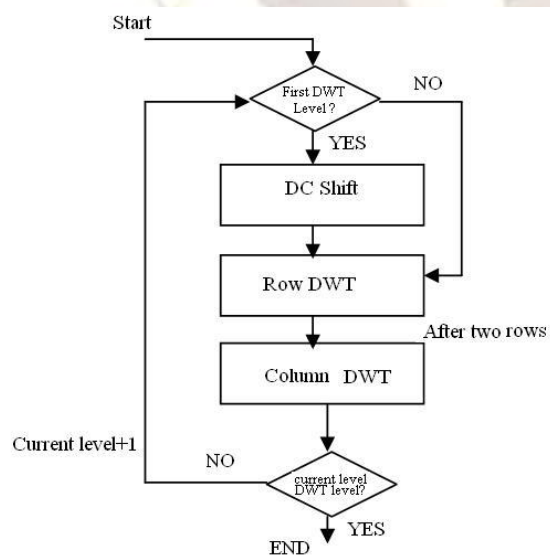 Start
First DWT
Level ?
NO
YES
DC Shift
Row DWT
After two rows
Column DWT
Current level+1
NO
current level
DWT level?
YES
END